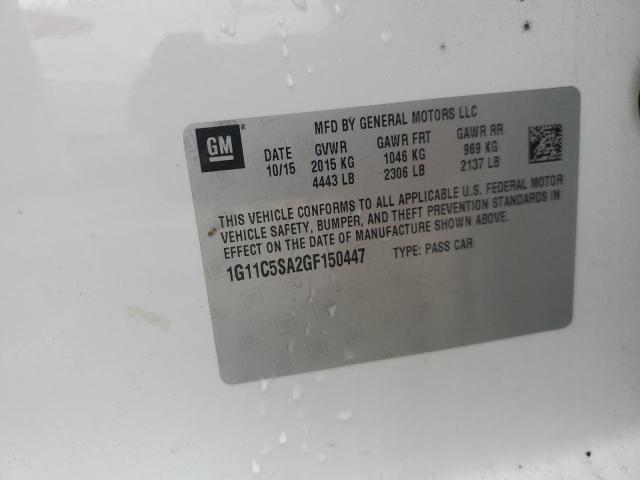 GM
MFD BY GENERAL MOTORS LLC
DATE GVWR GAWR FRT GAWR RR
10/15 2015 KG 1046 KG 969 KG
4443 LB 2306 LB 2137 LB
THIS VEHICLE CONFORMS TO ALL APPLICABLE U.S. FEDERAL MOTOR
VEHICLE SAFETY, BUMPER, AND THEFT PREVENTION STANDARDS IN
EFFECT ON THE DATE OF MANUFACTURE SHOWN ABOVE.
1G11C5SA2GF150447 TYPE: PASS CAR